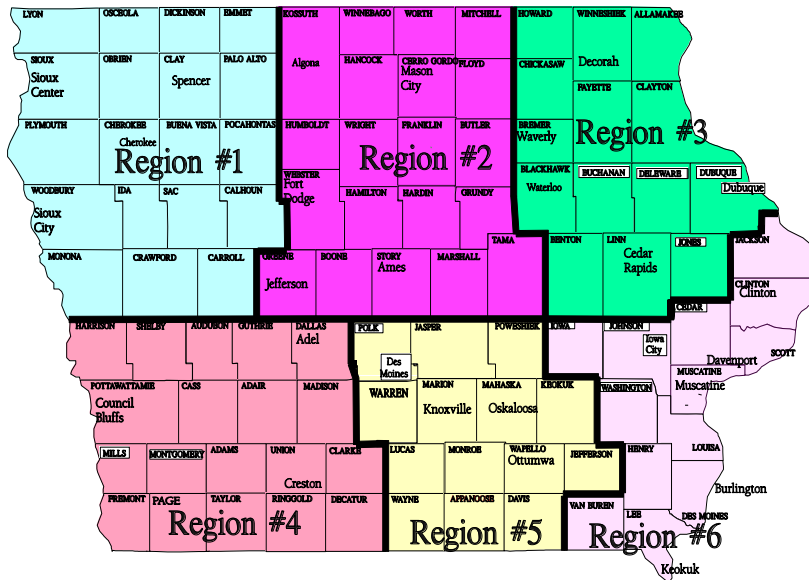 LYON
OSCEOLA
DICKINSON
EMMET
KOSSUTH
WINNEBAGO
WORTH
MITCHELL
HOWARD
WINNESHIEK
ALLAMAKEE
SIOUX
OBRIEN
CLAY
PALO ALTO
Algona
HANCOCK
CERRO GORDO
FLOYD
CHICKASAW
Decorah
Sioux
Center
Spencer
Mason
City
FAYETTE
CLAYTON
PLYMOUTH
CHEROKEE
BUENA VISTA
POCAHONTAS
HUMBOLDT
WRIGHT
FRANKLIN
BUTLER
BREMER
Waverly
Cherokee
Region #1
Region #2
Region #3
WOODBURY
IDA
SAC
CALHOUN
WEBSTER
Fort
Dodge
HAMILTON
HARDIN
GRUNDY
BLACKHAWK
Waterloo
BUCHANAN
DELEWARE
DUBUQUE
Dubuque
Sioux
City
MONONA
CRAWFORD
CARROLL
GREENE
Jefferson
BOONE
STORY
Ames
MARSHALL
TAMA
BENTON
LINN
Cedar
Rapids
JONES
JACKSON
CLINTON
Clinton
HARRISON
SHELBY
AUDUBON
GUTHRIE
DALLAS
Adel
POLK
JASPER
POWESHIEK
IOWA
JOHNSON
CEDAR
Iowa
City
Des
Moines
SCOTT
Davenport
MUSCATINE
Muscatine
POTTAWATTAMIE
Council
Bluffs
CASS
ADAIR
MADISON
WARREN
MARION
Knoxville
MAHASKA
Oskaloosa
KEOKUK
WASHINGTON
MILLS
MONTGOMERY
ADAMS
UNION
Creston
CLARKE
LUCAS
MONROE
WAPELLO
Ottumwa
JEFFERSON
HENRY
LOUISA
Burlington
FREMONT
PAGE
TAYLOR
RINGGOLD
DECATUR
WAYNE
APPANOOSE
DAVIS
VAN BUREN
LEE
DES MOINES
Region #4
Region #5
Region #6
Keokuk